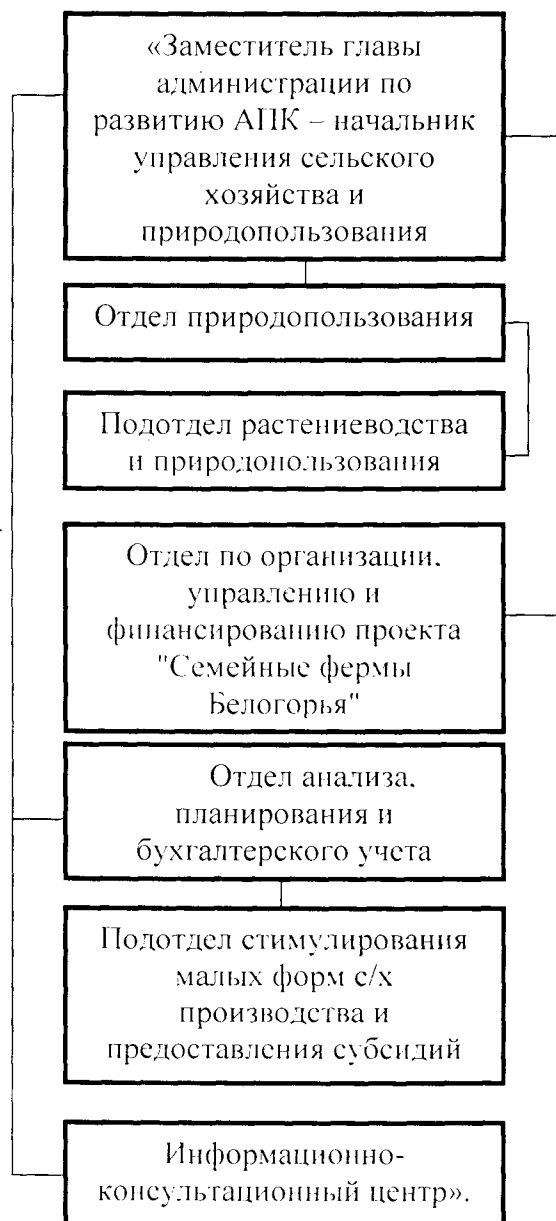 «Заместитель главы
администрации по
развитию АПК – начальник
управления сельского
хозяйства и
природопользования
Отдел природопользования
Подотдел растениеводства
и природопользования
Отдел по организации,
управлению и
финансированию проекта
"Семейные фермы
Белогорья"
Отдел анализа,
планирования и
бухгалтерского учета
Подотдел стимулирования
малых форм с/х
производства и
предоставления субсидий
Информационно-
консультационный центр».